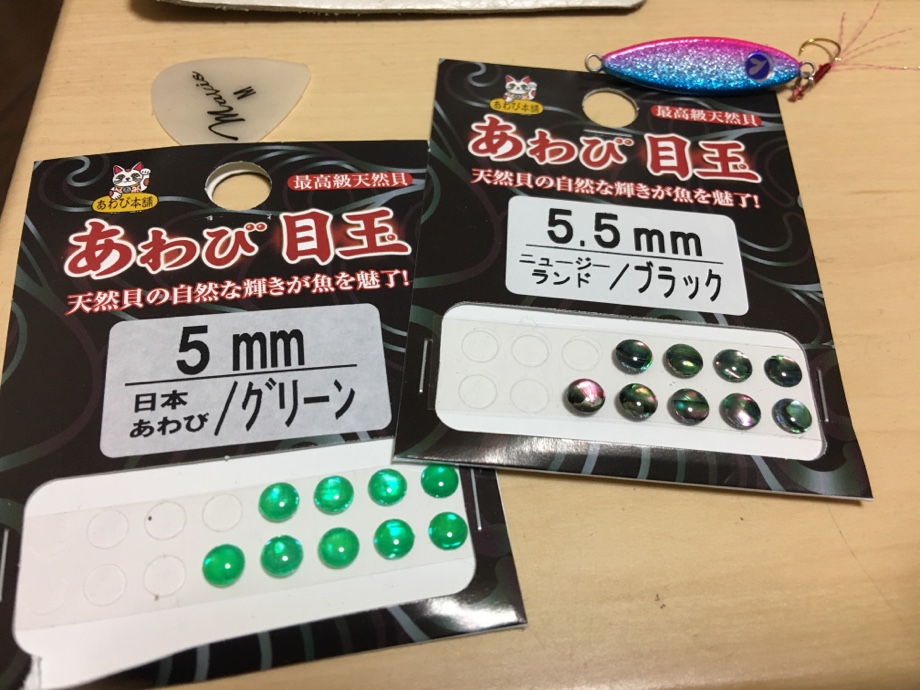 Mavis
M
あわび本舗
最高級天然貝
あわび 目玉
天然貝の自然な輝きが魚を魅了!
5.5mm
ニュージー
ランド
/ブラック
あわび本舗
最高級天然貝
あわび 目玉
天然貝の自然な輝きが魚を魅了!
5mm
日本
あわび
/グリーン